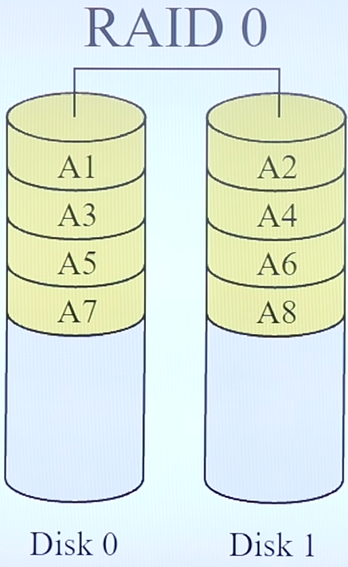 RAID 0
A1 A2
A3 A4
A5 A6
A7 A8
Disk 0 Disk 1